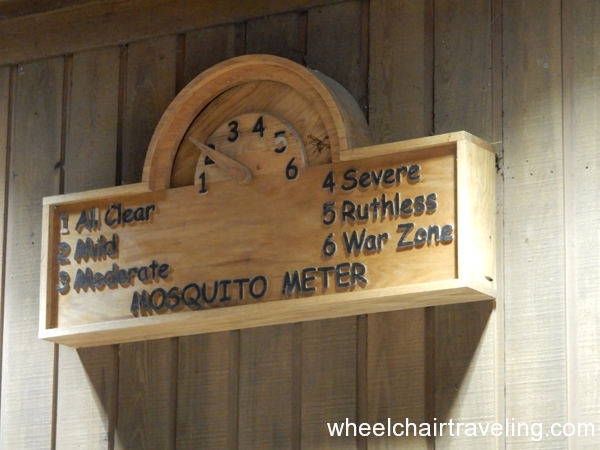 1 2 3 4 5 6
1 All Clear
2 Mild
3 Moderate
4 Severe
5 Ruthless
6 War Zone
MOSQUITO METER
wheelchairtraveling.com